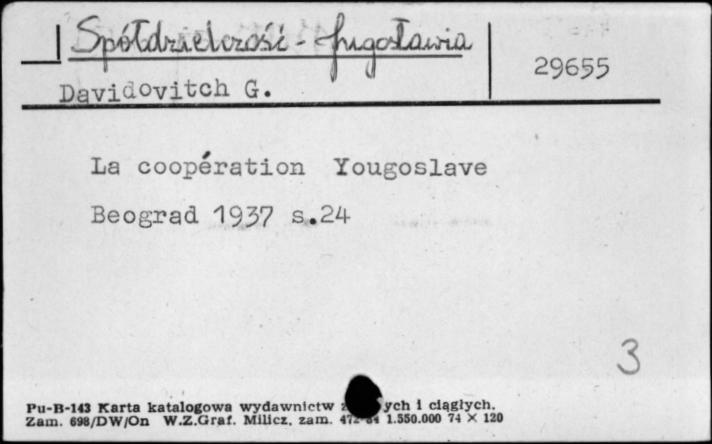 Spółdzielczość - Jugosławia
29655
Davidovitch G.
La coopération Yougoslave
Beograd 1937 s.24
3
Pu-B-143 Karta katalogowa wydawnictw ych i ciągłych.
Zam. 698/DW/On W.Z.Graf. Milicz, zam. 1.550.000 74 X 120